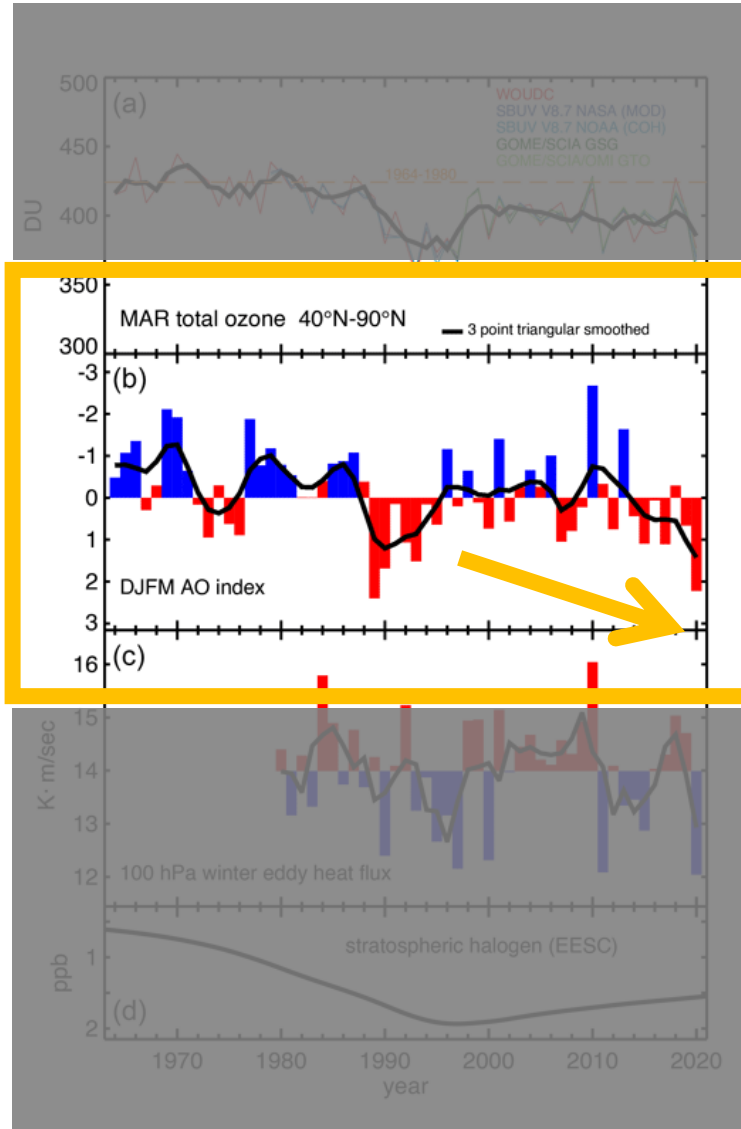 500
(a)
WOUDC
SBUV V8.7 NASA (MOD)
SBUV V8.7 NOAA (COH)
GOME/SCIA GSG
GOME/SCIA/OMI GTO
450
1964-1980
DU
400
350
MAR total ozone 40°N-90°N
3 point triangular smoothed
300
(b)
-3
-2
-1
0
1
2
DJFM AO index
3
(c)
16
15
K· m/sec
14
13
100 hPa winter eddy heat flux
12
stratospheric halogen (EESC)
1
ppb
(d)
2
1970 1980 1990 2000 2010 2020
year